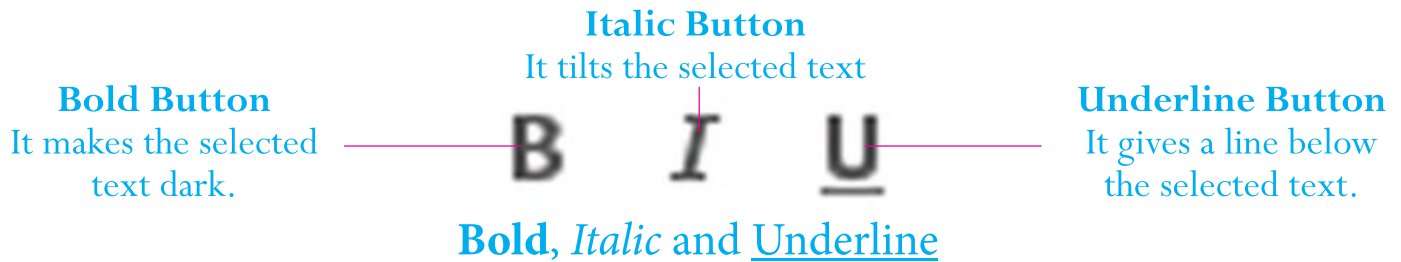 Italic Button
It tilts the selected text
Bold Button
It makes the selected
text dark.
B I U
Underline Button
It gives a line below
the selected text.
Bold, Italic and Underline